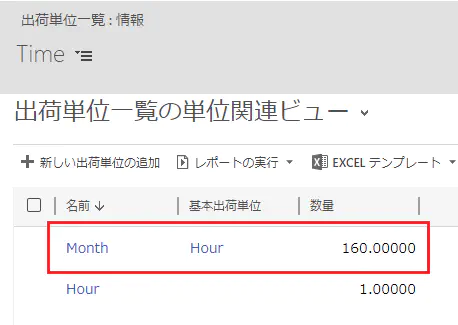 出荷単位一覧 : 情報
Time
出荷単位一覧の単位関連ビュー
新しい出荷単位の追加 レポートの実行 EXCEL テンプレート
名前 基本出荷単位 数量
Month Hour 160.00000
Hour 1.00000